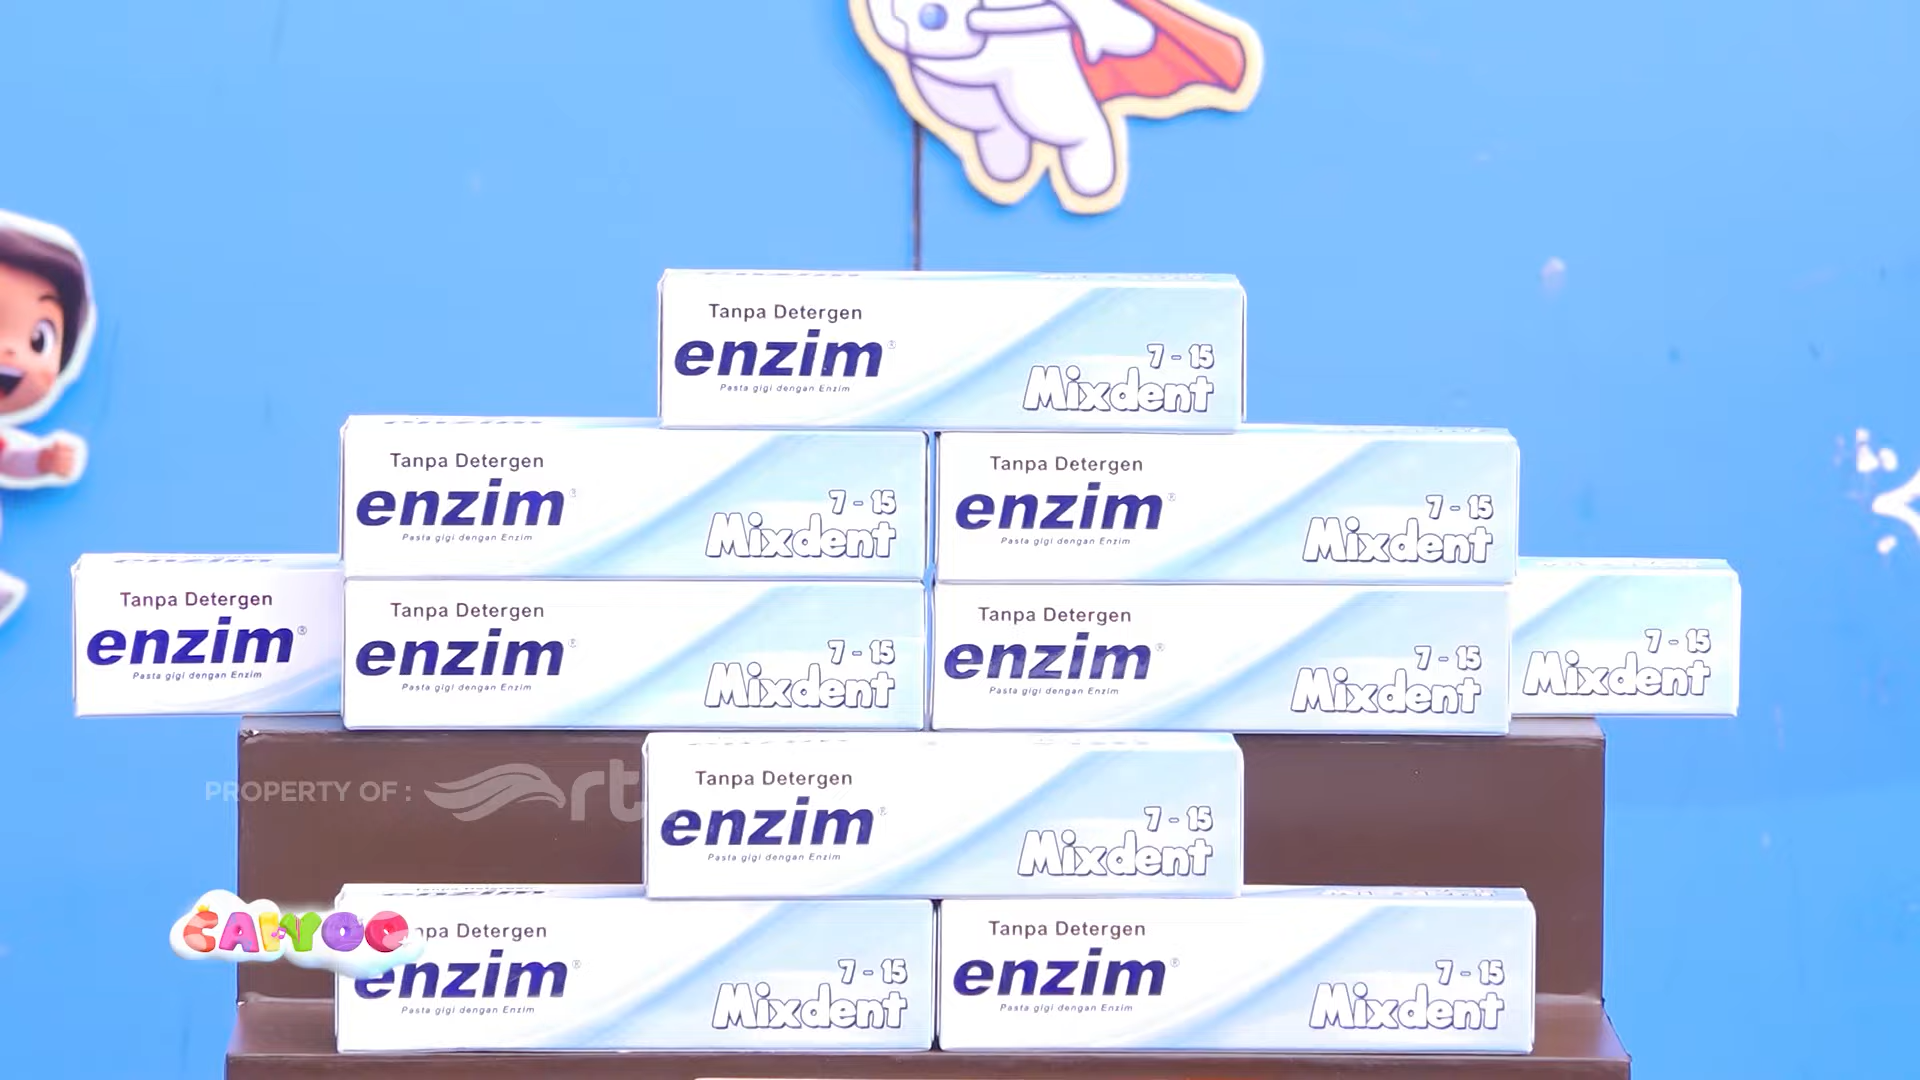 Tanpa Detergen
enzim®
Pasta gigi dengan Enzim
7 - 15
Mixdent
Tanpa Detergen
enzim
Pasta gigi dengan Enzim
7 - 15
Mixdent
Tanpa Detergen
enzim®
Pasta gigi dengan Enzim
7 - 15
Mixdent
Tanpa Detergen
enzim®
Pasta gigi dengan Enzim
Tanpa Detergen
enzim®
Pasta gigi dengan Enzim
7 - 15
Mixdent
Tanpa Detergen
enzim®
Pasta gigi dengan Enzim
7 - 15
Mixdent
7 - 15
Mixdent
PROPERTY OF : rt
Tanpa Detergen
enzim®
Pasta gigi dengan Enzim
7 - 15
Mixdent
npa Detergen
enzim®
Pasta gigi dengan Enzim
7 - 15
Mixdent
Tanpa Detergen
enzim®
Pasta gigi dengan Enzim
7 - 15
Mixdent